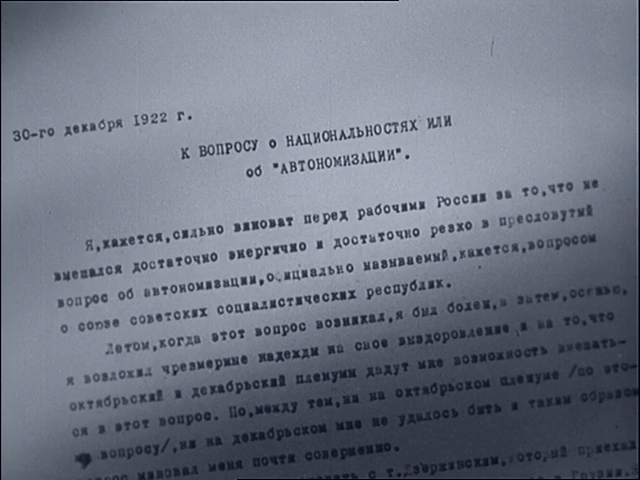 30-го декабря 1922 г.
К ВОПРОСУ о НАЦИОНАЛЬНОСТЯХ ИЛИ
об "АВТОНОМИЗАЦИИ".
Я,кажется,сильно виноват перед рабочими России за то,что не
вмешался достаточно энергично и достаточно резко в пресловутый
вопрос об автономизации,официально называемый,кажется,вопросом
о союзе советских социалистических республик.
Летом,когда этот вопрос возникал,я был болен,а затем,осенью,
я возложил чрезмерные надежды на свое выздоровление и на то,что
октябрьский и декабрьский пленумы дадут мне возможность вмешать-
ся в этот вопрос. Но,между тем,ни на октябрьском пленуме /по это-
вопросу/,ни на декабрьском мне не удалось быть и таким образом
миновал меня почти совершенно.
с т.Дзержинским,который приехал
Грузии.